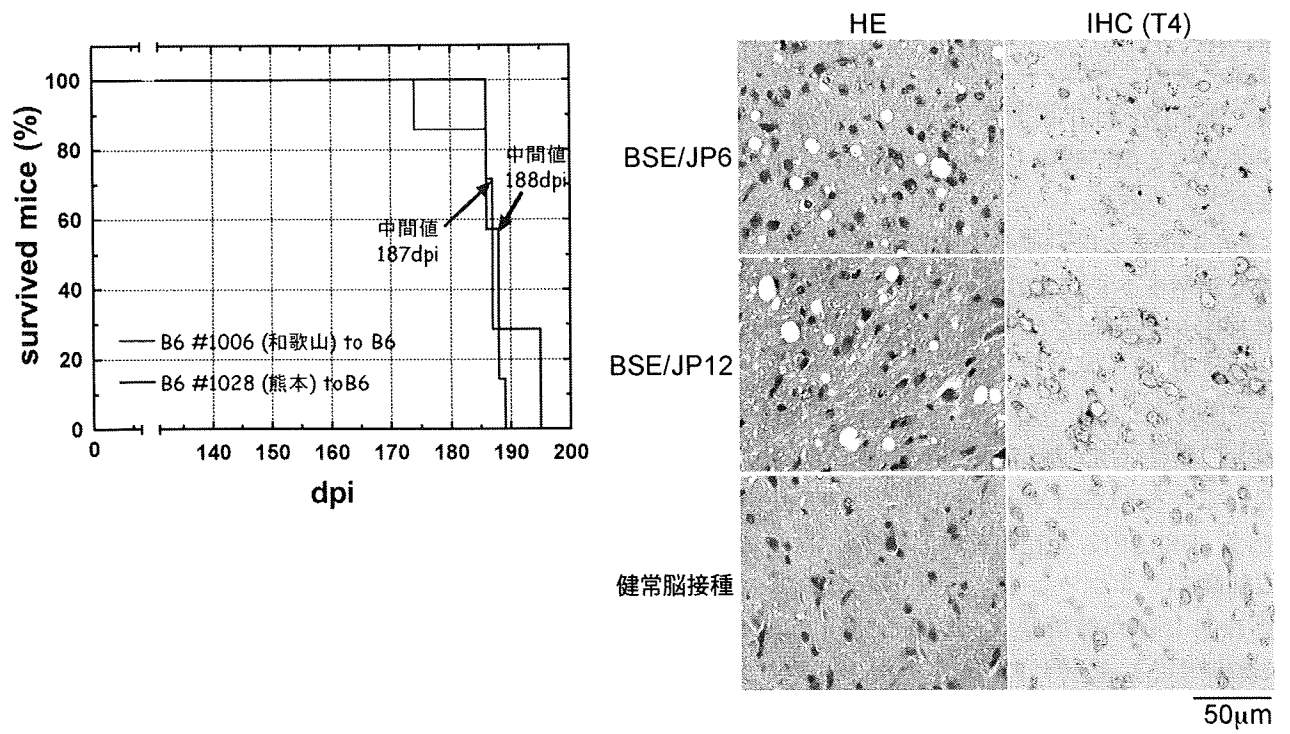 survived mice (%)
100
80
60
40
20
0
中間値
188dpi
中間値
187dpi
B6 #1006 (和歌山) to B6
B6 #1028 (熊本) toB6
0 140 150 160 170 180 190 200
dpi
HE IHC (T4)
BSE/JP6
BSE/JP12
健常脳接種
50μm